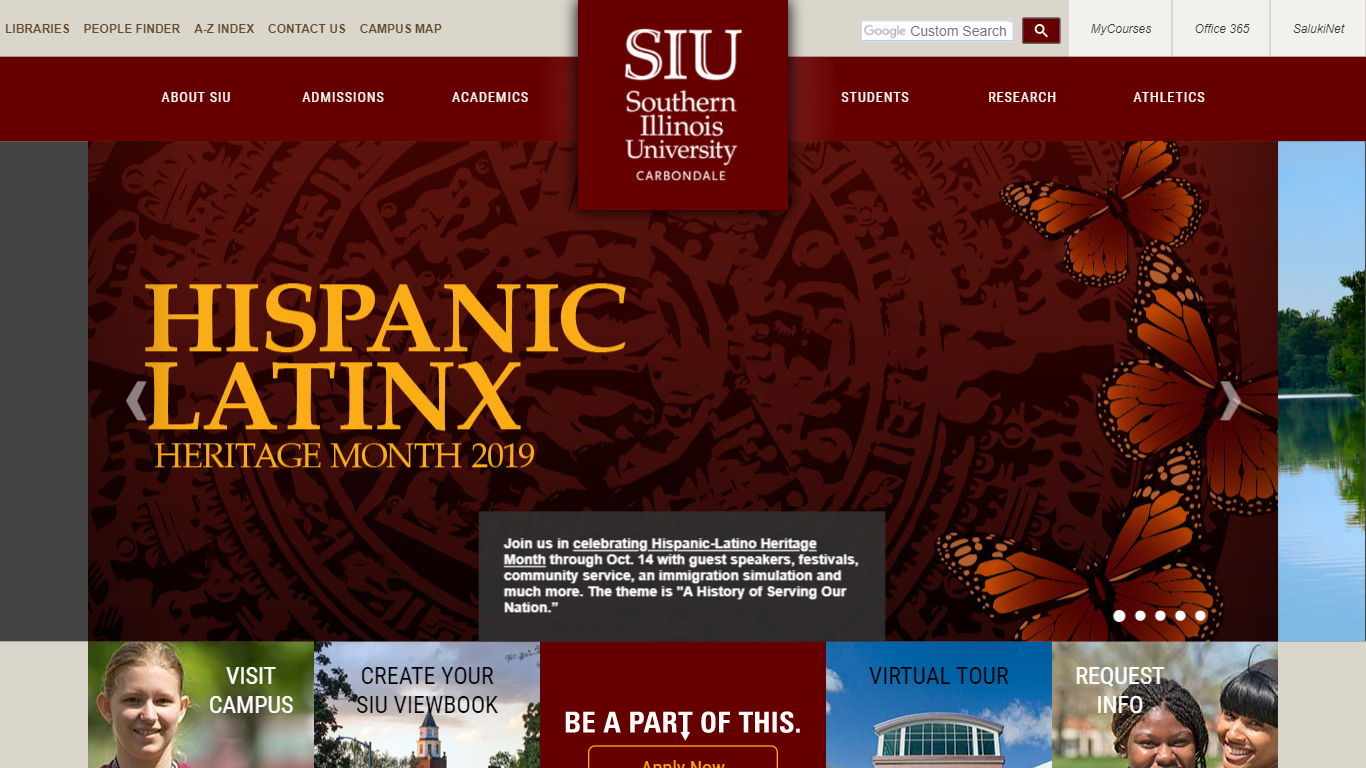 LIBRARIES PEOPLE FINDER A-Z INDEX CONTACT US CAMPUS MAP
Google Custom Search
MyCourses Office 365 SalukiNet
SIU
Southern
Illinois
University
CARBONDALE
ABOUT SIU ADMISSIONS ACADEMICS
STUDENTS RESEARCH ATHLETICS
HISPANIC
LATINX
HERITAGE MONTH 2019
Join us in celebrating Hispanic-Latino Heritage
Month through Oct. 14 with guest speakers, festivals,
community service, an immigration simulation and
much more. The theme is "A History of Serving Our
Nation.”
VISIT
CAMPUS
CREATE YOUR
SIU VIEWBOOK
BE A PART OF THIS.
Apply Now
VIRTUAL TOUR
REQUEST
INFO